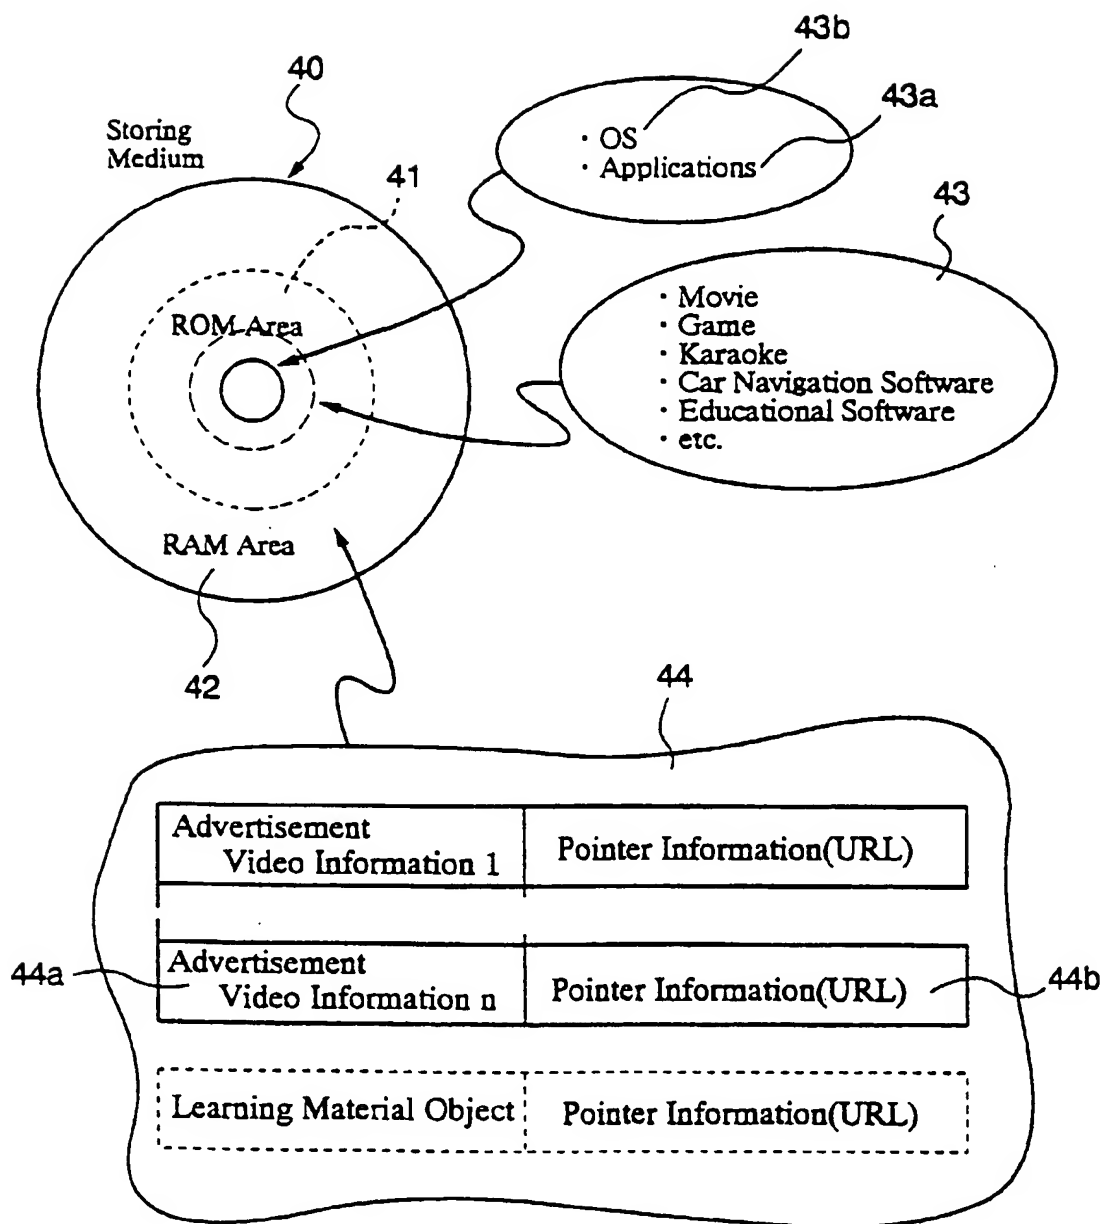 43b
40
43a
Storing
Medium
· OS
· Applications
41
43
· Movie
· Game
· Karaoke
· Car Navigation Software
· Educational Software
· etc.
ROM Area
RAM Area
42
44
Advertisement
Video Information 1
Pointer Information(URL)
44a
Advertisement
Video Information n
Pointer Information(URL)
44b
Learning Material Object
Pointer Information(URL)